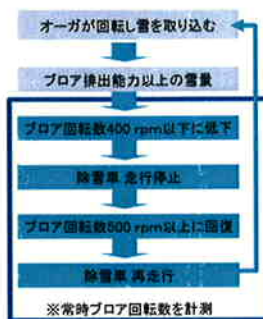 オーガが回転し雪を取り込む
ブロア排出能力以上の雪量
ブロア回転数400 rpm以下に低下
除雪車 走行停止
ブロア回転数500 rpm以上に回復
除雪車 再走行
※常時ブロア回転数を計測